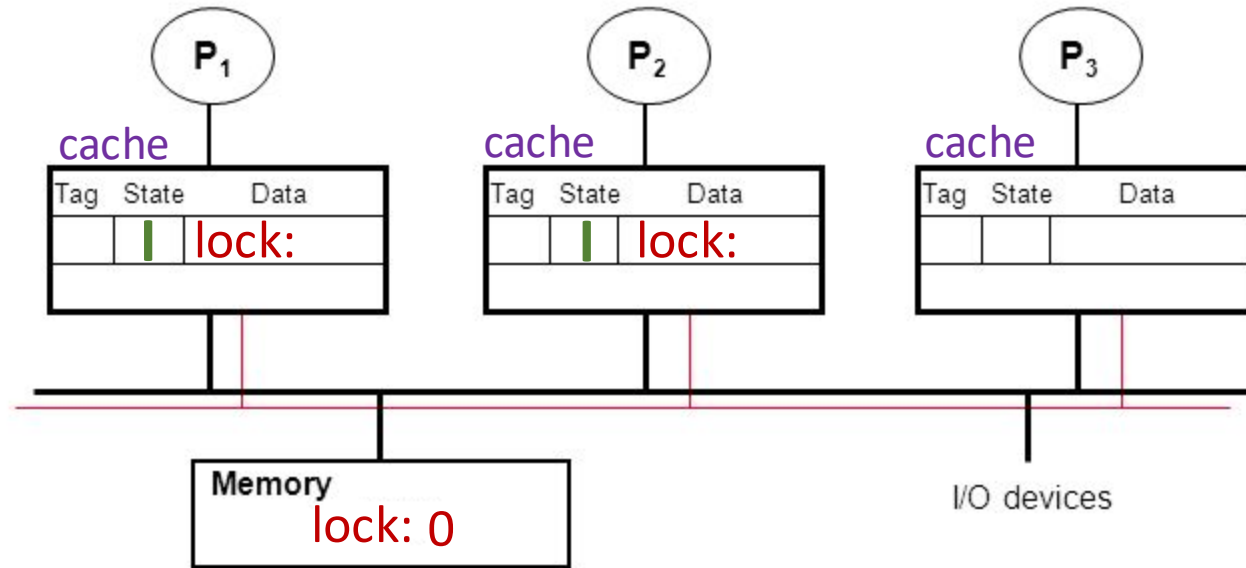 P1 P2 P3
cache cache cache
Tag State Data Tag State Data Tag State Data
I lock: I lock:
Memory
lock: 0
I/O devices